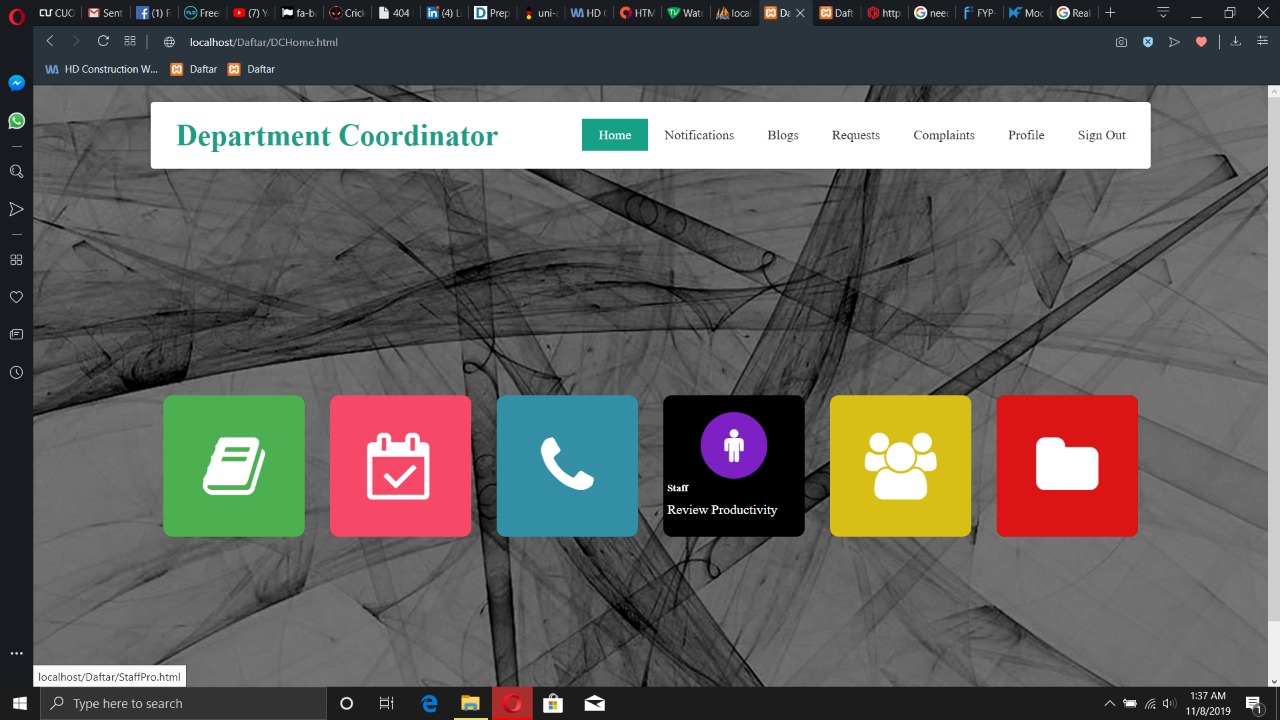 CUC
Sent
(1) F
Free
(7) Y
fa-b
Crick
404
(4) L
Prep
uni-
HD C
HTM
Wat
local
Da
Daft
http
nee
FYP-
Moc
Real
localhost/Daftar/DCHome.html
HD Construction W... Daftar Daftar
Department Coordinator
Home Notifications Blogs Requests Complaints Profile Sign Out
Staff
Review Productivity
localhost/Daftar/StaffPro.html
Type here to search
1:37 AM
11/8/2019